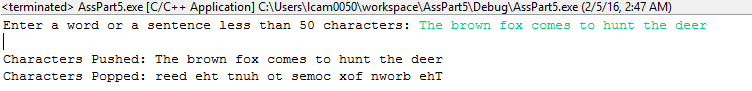 <terminated> AssPart5.exe [C/C++ Application] C:\Users\lcam0050\workspace\AssPart5\Debug\AssPart5.exe (2/5/16, 2:47 AM)
Enter a word or a sentence less than 50 characters: The brown fox comes to hunt the deer
Characters Pushed: The brown fox comes to hunt the deer
Characters Popped: reed eht tnuh ot semoc xof nworb ehT